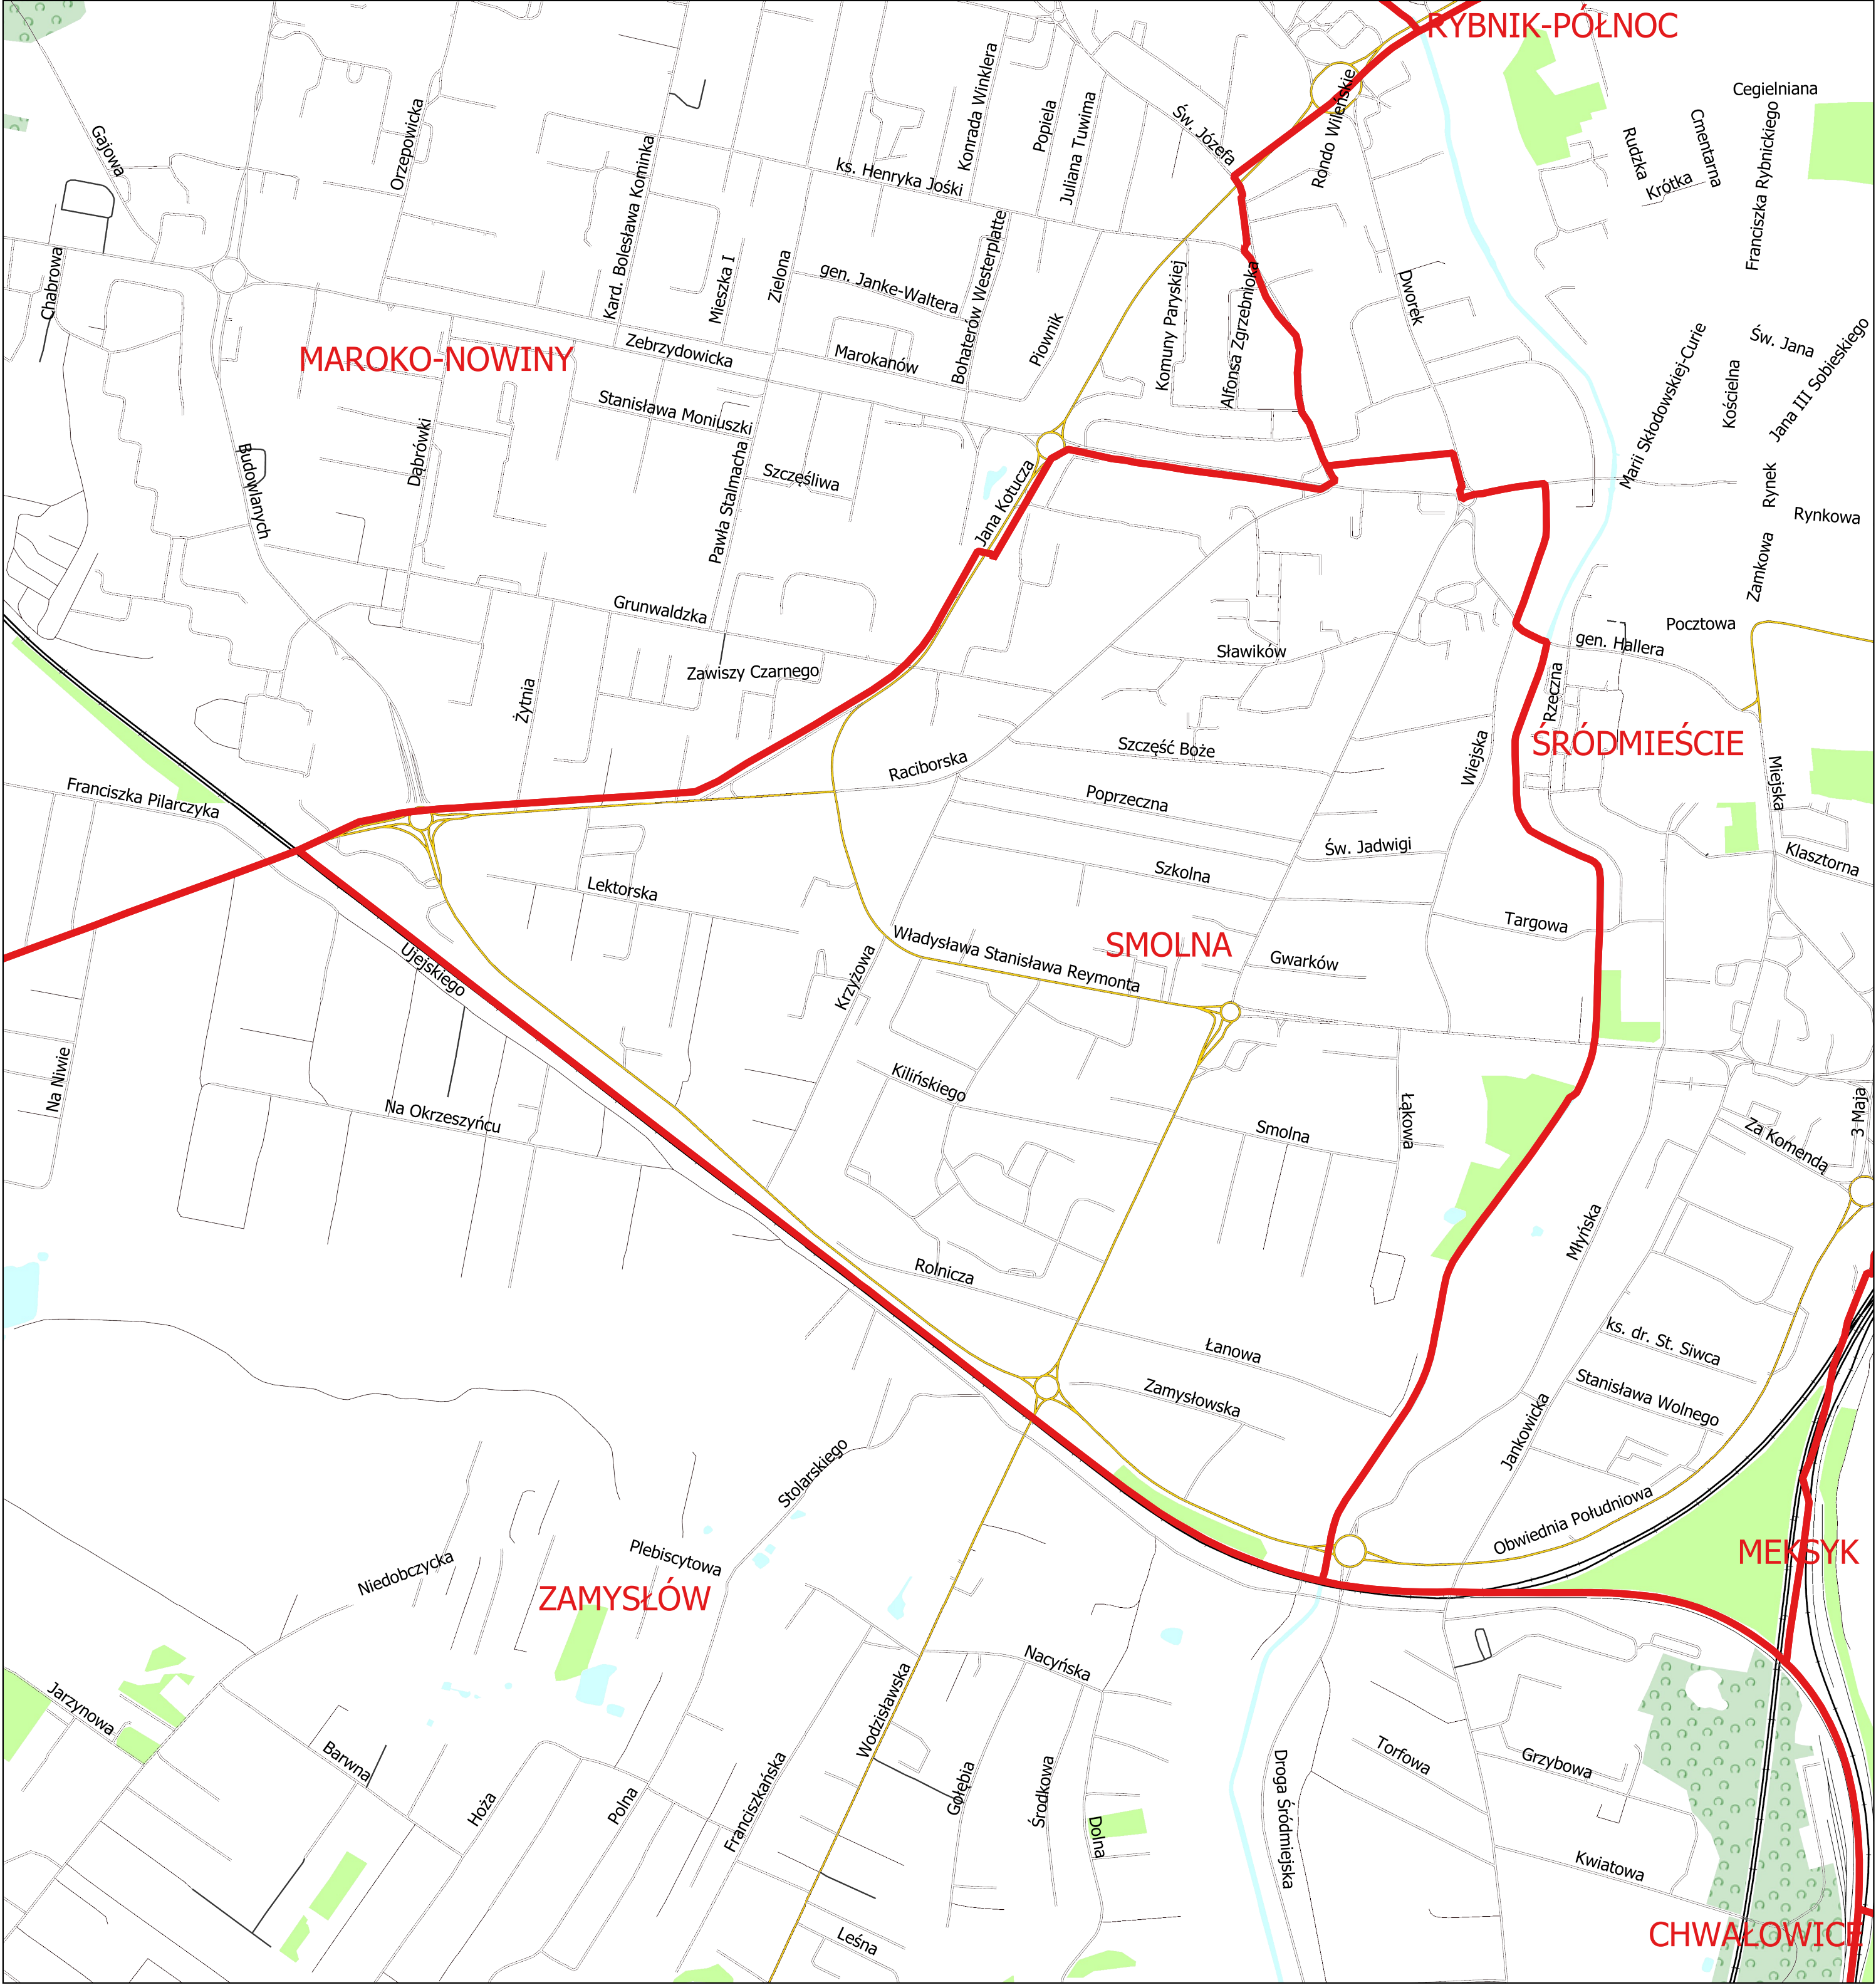 RYBNIK-PÓŁNOC
Cegielniana
Konrada Winklera
Popiela
Juliana Tuwima
Św. Józefa
Rondo Wileńskie
Rudzka
Cmentarna
Krótka
Franciszka Rybnickiego
Gajowa
Orzepowicka
Kard. Bolesława Kominka
ks. Henryka Jośki
Chabrowa
Mieszka I
Zielona
gen. Janke-Waltera
Bohaterów Westerplatte
Piownik
Komuny Paryskiej
Alfonsa Zgrzebnioka
Dworek
Marii Skłodowskiej-Curie
Kościelna
Św. Jana
Jana III Sobieskiego
MAROKO-NOWINY
Zebrzydowicka
Marokanów
Stanisława Moniuszki
Dąbrówki
Budowlanych
Pawła Stalmacha
Szczęśliwa
Jana Kotucza
Rynek
Rynkowa
Zamkowa
Grunwaldzka
Zawiszy Czarnego
Sławików
gen. Hallera
Pocztowa
Żytnia
Rzeczna
ŚRÓDMIEŚCIE
Szczęść Boże
Wiejska
Raciborska
Miejska
Franciszka Pilarczyka
Poprzeczna
Św. Jadwigi
Klasztorna
Lektorska
Szkolna
Targowa
SMOLNA
Władysława Stanisława Reymonta
Gwarków
Ujejskiego
Krzyżowa
Na Niwie
Kilińskiego
Na Okrzeszyńcu
Smolna
Łąkowa
3 Maja
Za Komendą
Młyńska
Rolnicza
Łanowa
ks. dr. St. Siwca
Zamysłowska
Stanisława Wolnego
Jankowicka
Stolarskiego
Obwiednia Południowa
MEKSYK
Niedobczycka
Plebiscytowa
ZAMYSŁÓW
Nacyńska
Wodzisławska
Jarzynowa
Barwna
Hoża
Polna
Franciszkańska
Gołębia
Środkowa
Dolna
Droga Śródmiejska
Torfowa
Grzybowa
Kwiatowa
Leśna
CHWAŁOWICE